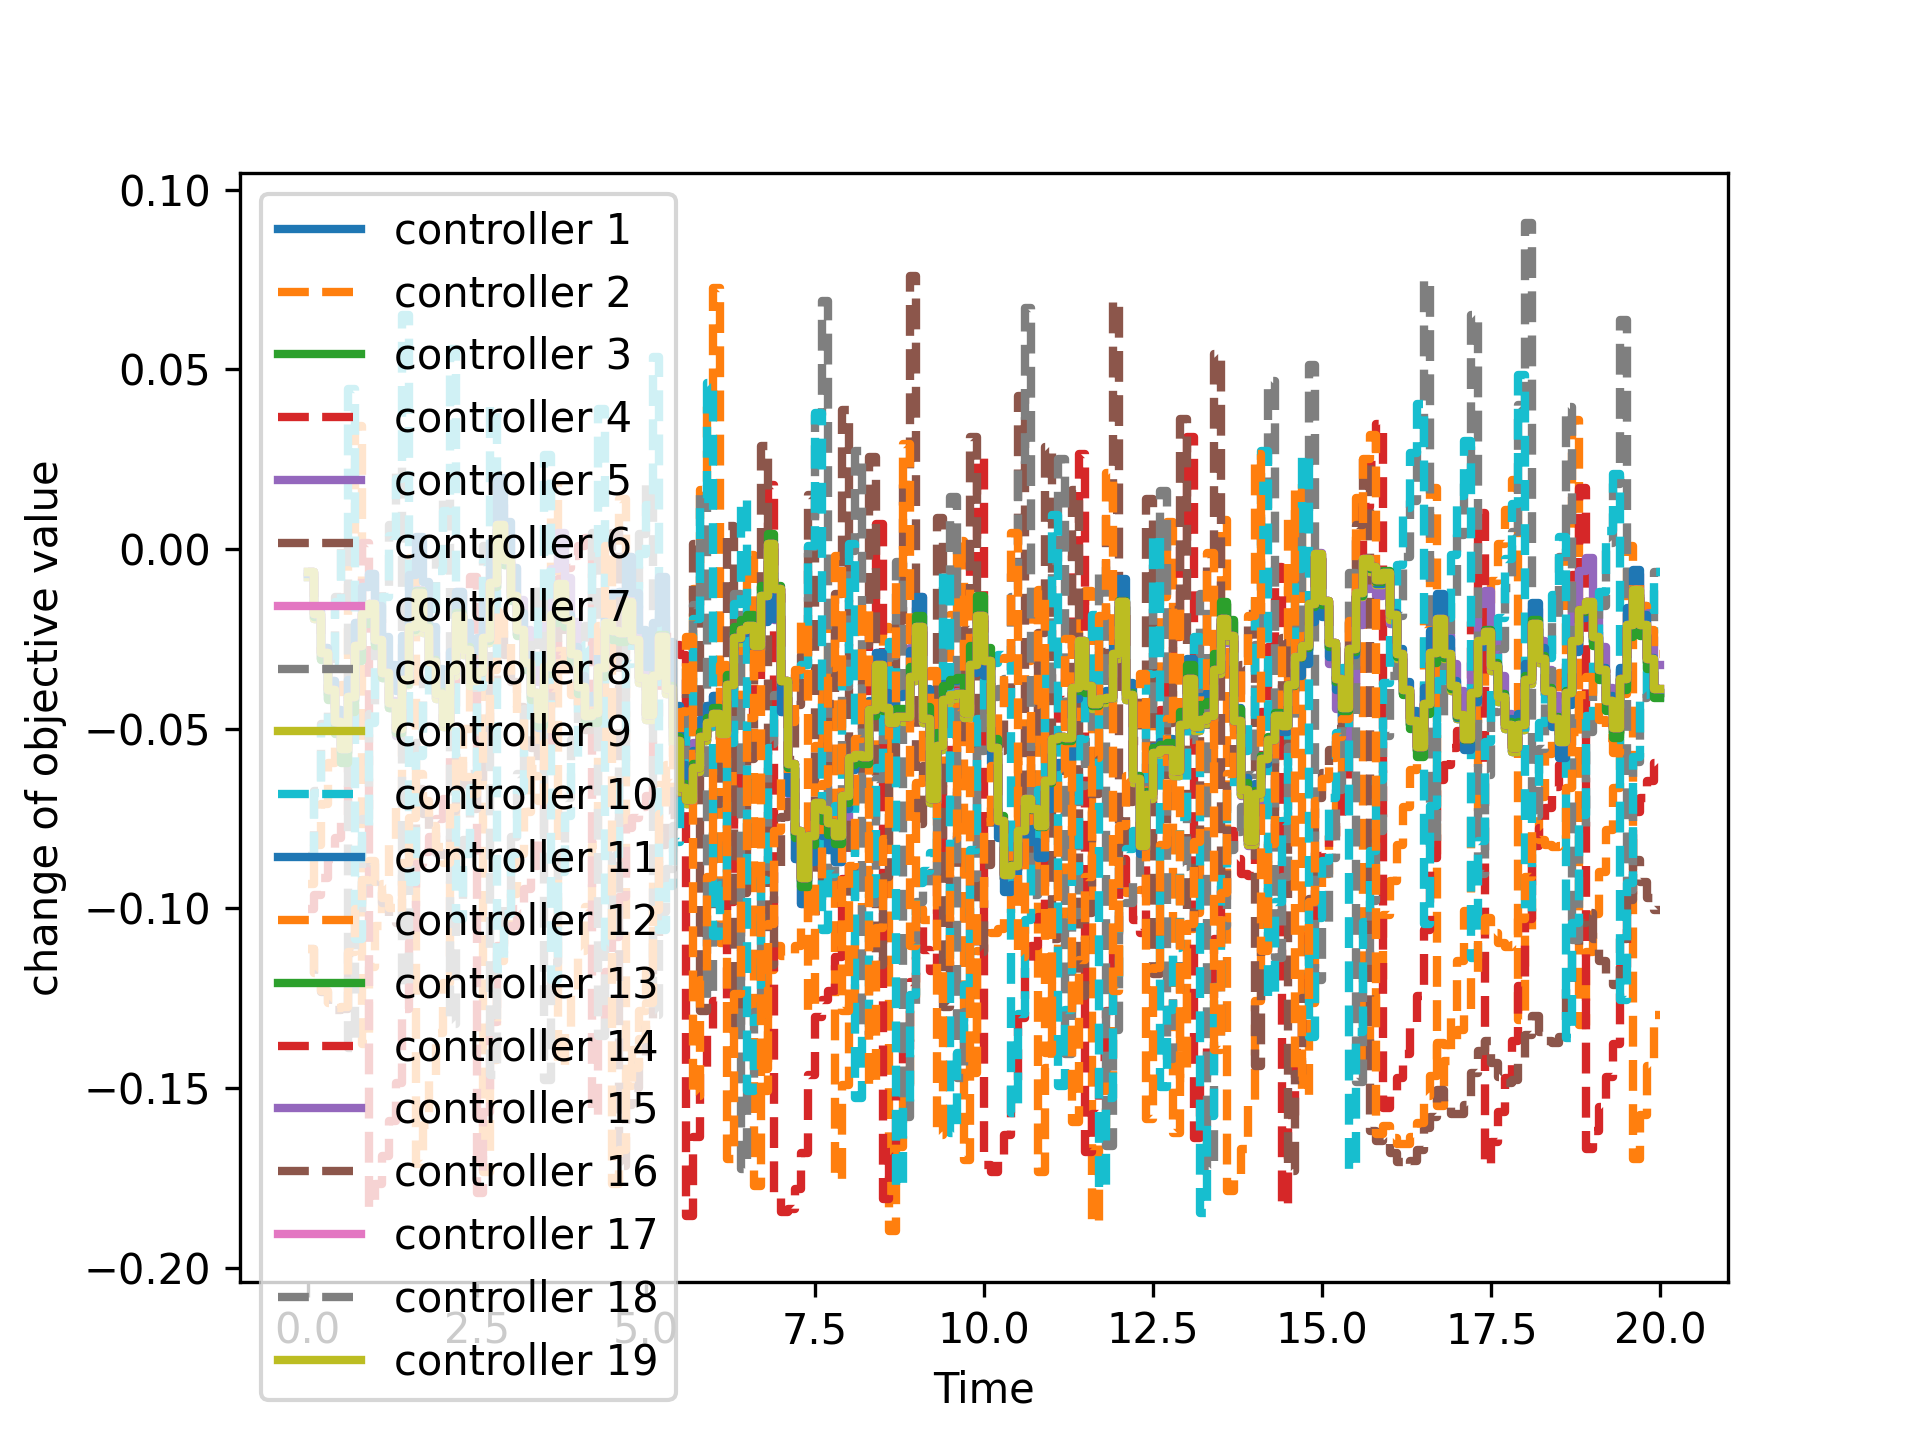 0.10
0.05
0.00
−0.05
−0.10
−0.15
−0.20
change of objective value
controller 1
controller 2
controller 3
controller 4
controller 5
controller 6
controller 7
controller 8
controller 9
controller 10
controller 11
controller 12
controller 13
controller 14
controller 15
controller 16
controller 17
controller 18
controller 19
0.0 2.5 5.0 7.5 10.0 12.5 15.0 17.5 20.0
Time